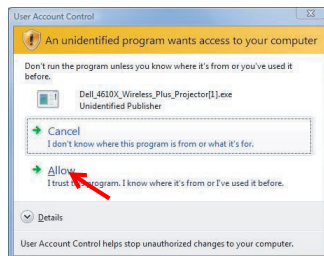 User Account Control
An unidentified program wants access to your computer
Don't run the program unless you know where it's from or you've used it
before.
Dell_4610X_Wireless_Plus_Projector[1].exe
Unidentified Publisher
Cancel
I don't know where this program is from or what it's for.
Allow
I trust this program. I know where it's from or I've used it before.
Details
User Account Control helps stop unauthorized changes to your computer.